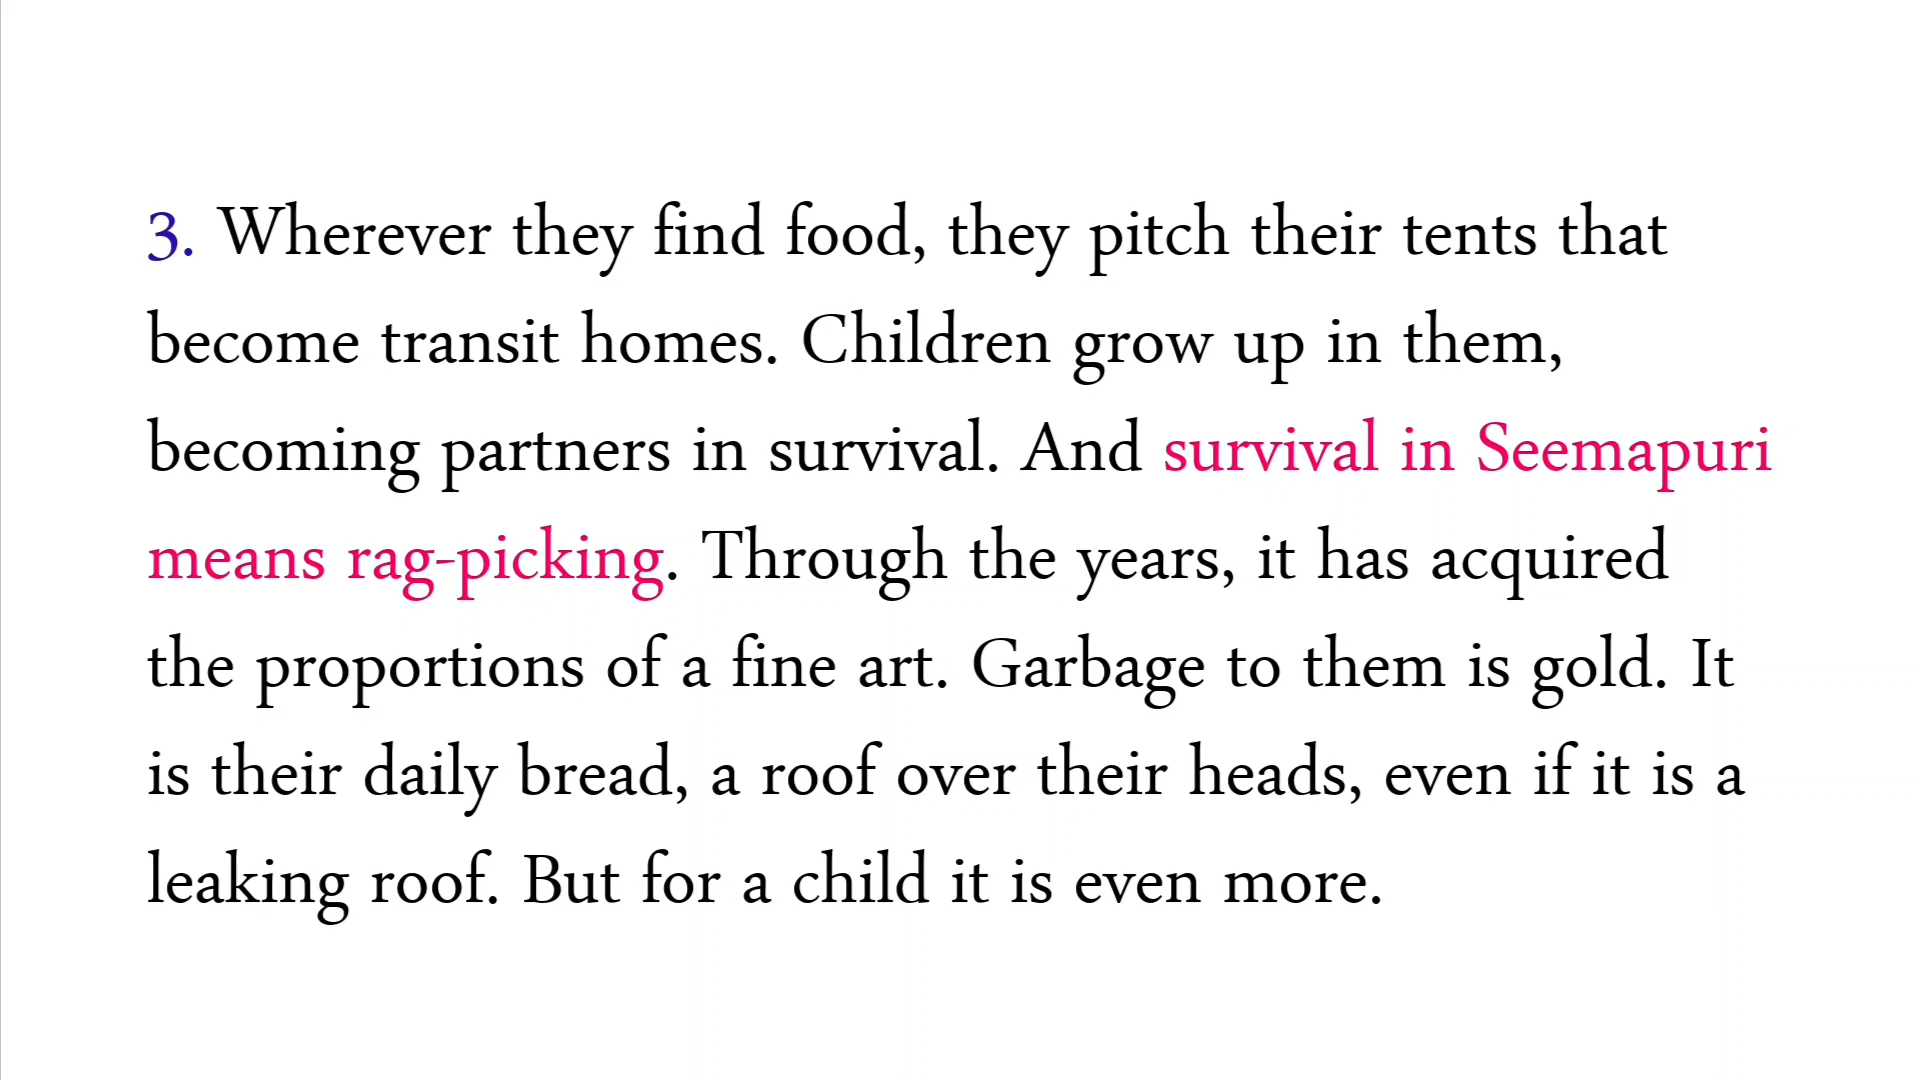 3. Wherever they find food, they pitch their tents that
become transit homes. Children grow up in them,
becoming partners in survival. And survival in Seemapuri
means rag-picking. Through the years, it has acquired
the proportions of a fine art. Garbage to them is gold. It
is their daily bread, a roof over their heads, even if it is a
leaking roof. But for a child it is even more.